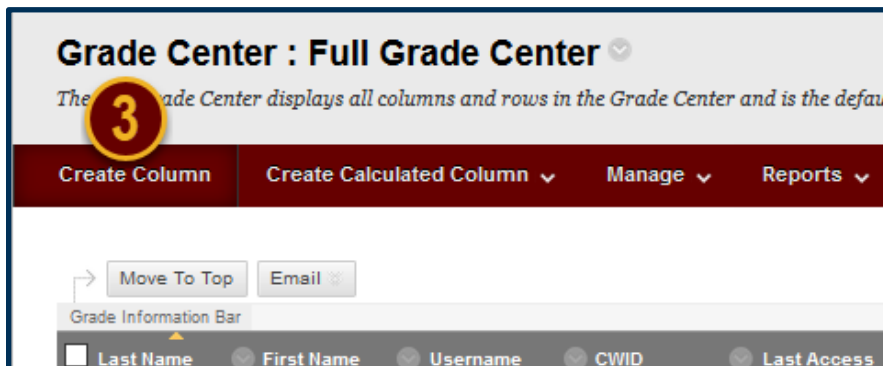 Grade Center : Full Grade Center
The ade Center displays all columns and rows in the Grade Center and is the defau
3
Create Column Create Calculated Column Manage Reports
Move To Top Email
Grade Information Bar
Last Name First Name Username CWID Last Access